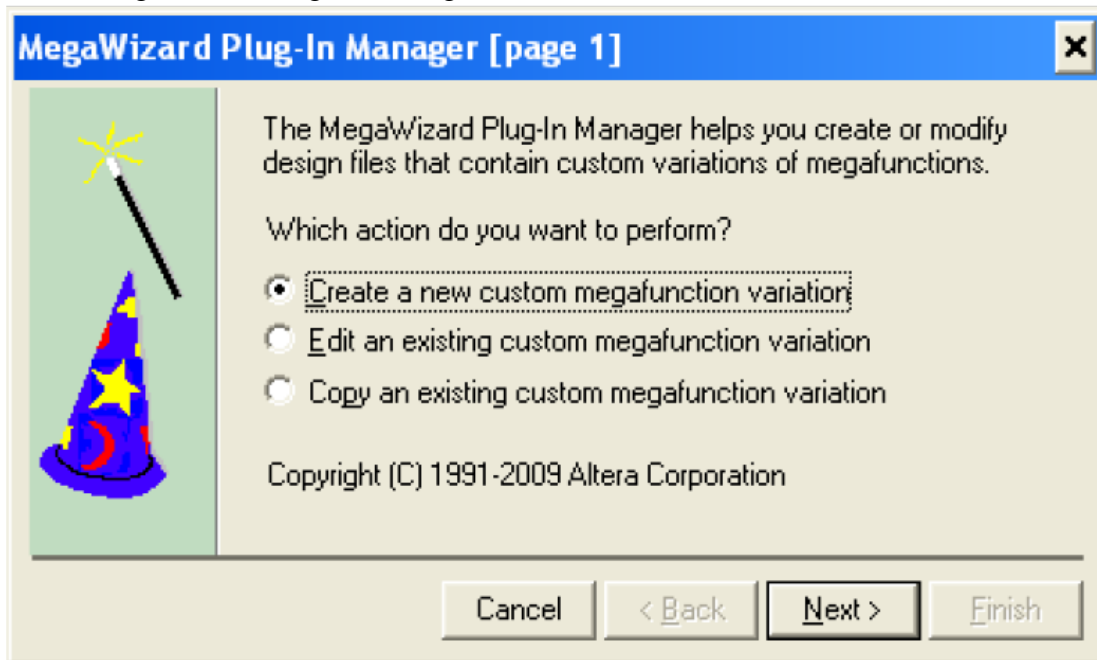 MegaWizard Plug-In Manager [page 1]
The MegaWizard Plug-In Manager helps you create or modify
design files that contain custom variations of megafunctions.
Which action do you want to perform?
Create a new custom megafunction variation
Edit an existing custom megafunction variation
Copy an existing custom megafunction variation
Copyright (C) 1991-2009 Altera Corporation
Cancel < Back Next > Finish